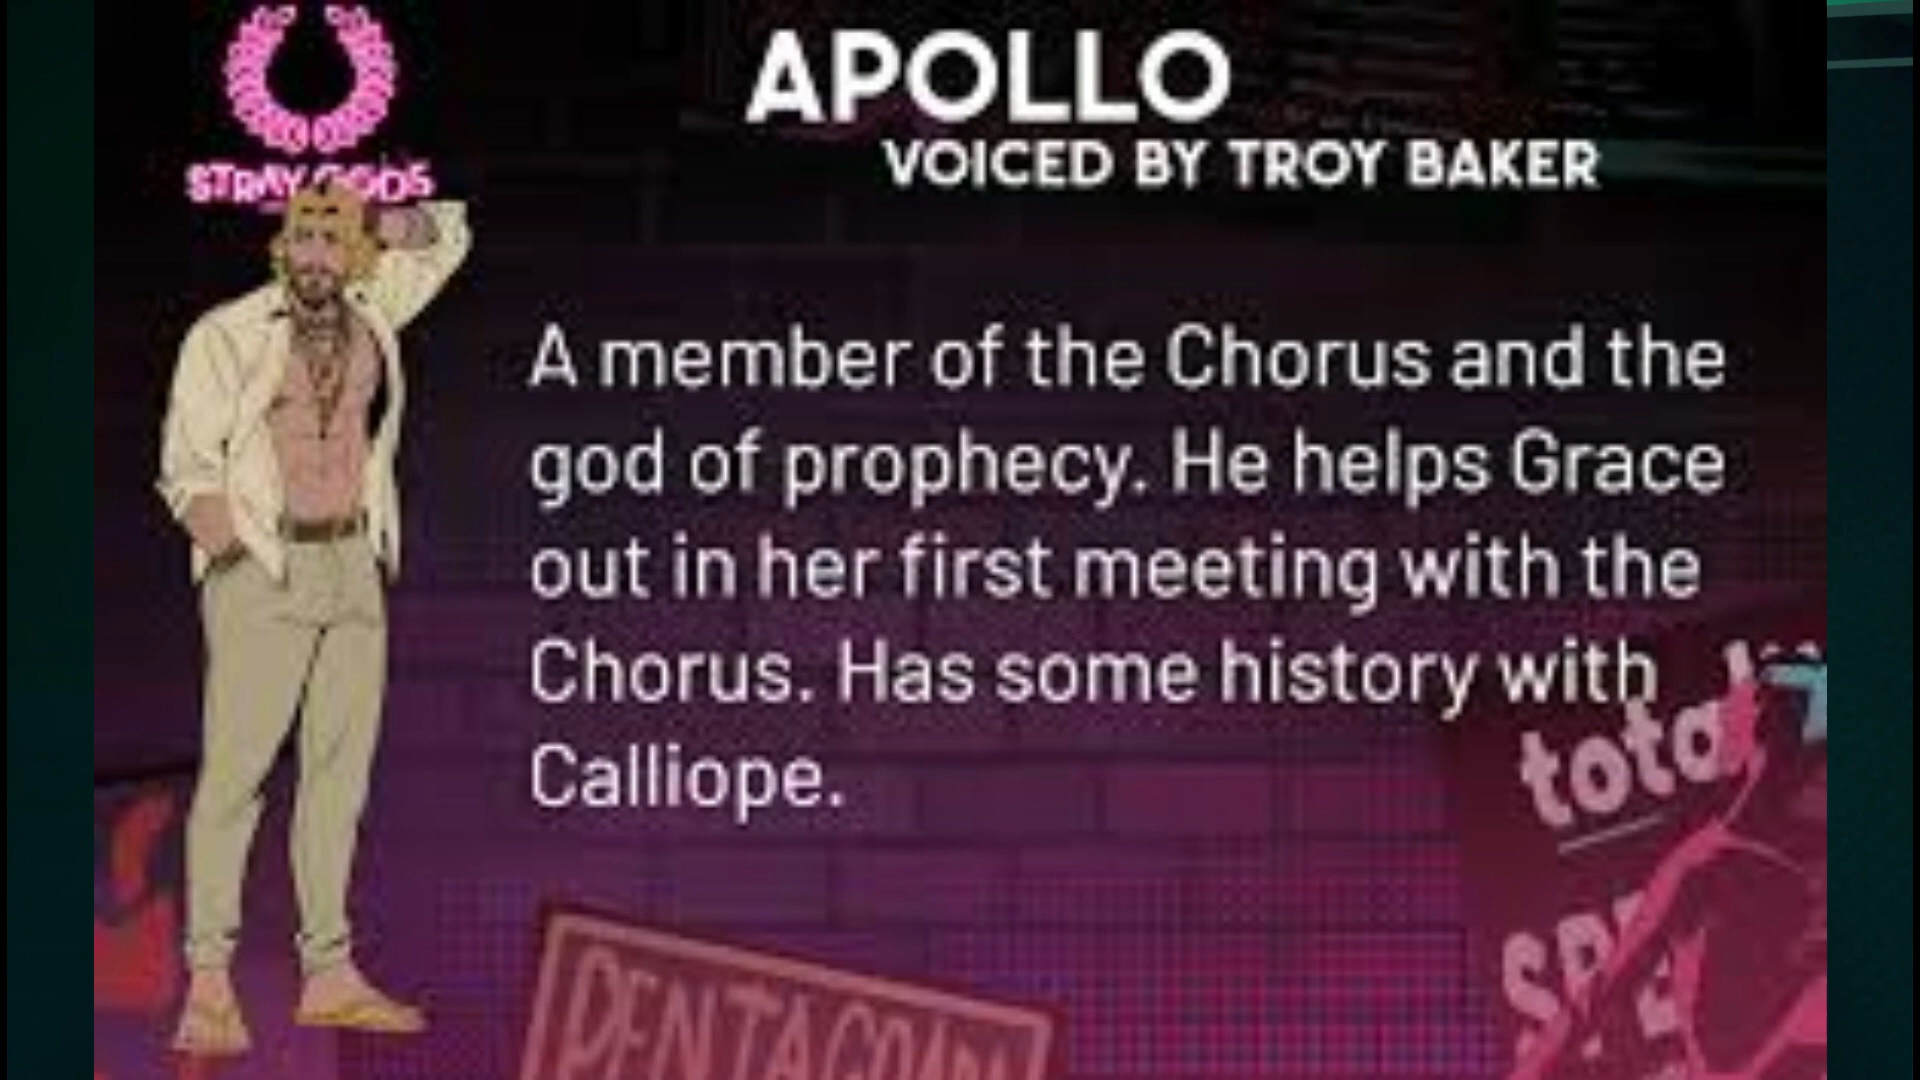 APOLLO
VOICED BY TROY BAKER
STRAY GODS
A member of the Chorus and the
god of prophecy. He helps Grace
out in her first meeting with the
Chorus. Has some history with
Calliope.